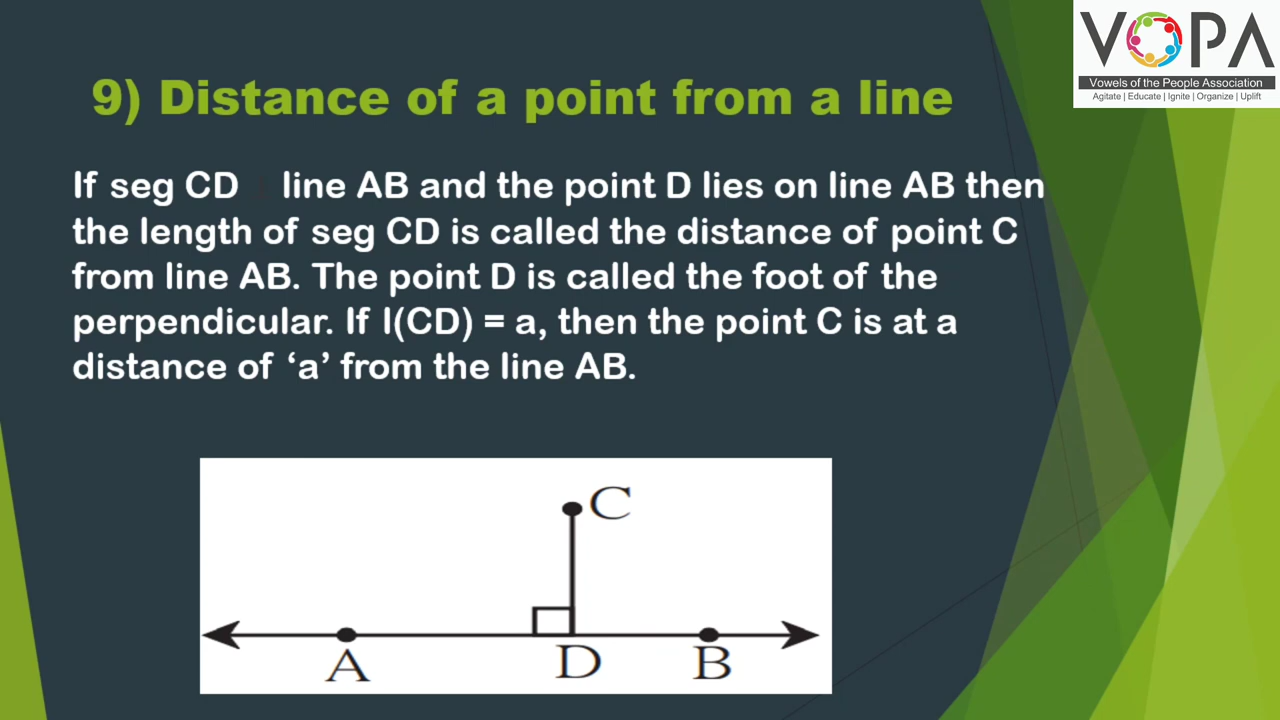 VOPA
Vowels of the People Association
Agitate | Educate | Ignite | Organize | Uplift
9) Distance of a point from a line
If seg CD line AB and the point D lies on line AB then
the length of seg CD is called the distance of point C
from line AB. The point D is called the foot of the
perpendicular. If l(CD) = a, then the point C is at a
distance of ‘a’ from the line AB.
C
A D B